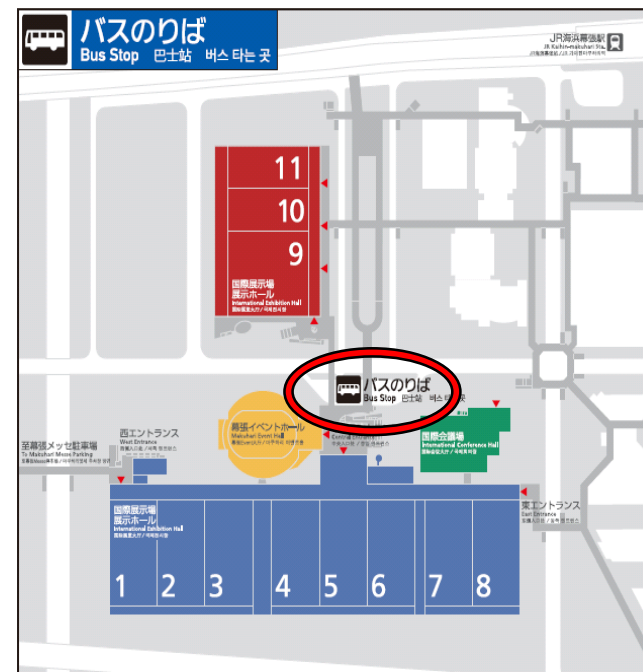 バスのりば
Bus Stop 巴士站 버스 타는 곳
JR海浜幕張駅
JR Kaihin-makuhari Sta.
11
10
9
国際展示場
展示ホール
International Exhibition Hall
バスのりば
Bus Stop 巴士站 버스 타는 곳
幕張イベントホール
Makuhari Event Hall
国際会議場
International Conference Hall
西エントランス
West Entrance
至幕張メッセ駐車場
To Makuhari Messe Parking
東エントランス
East Entrance
国際展示場
展示ホール
International Exhibition Hall
1 2 3 4 5 6 7 8